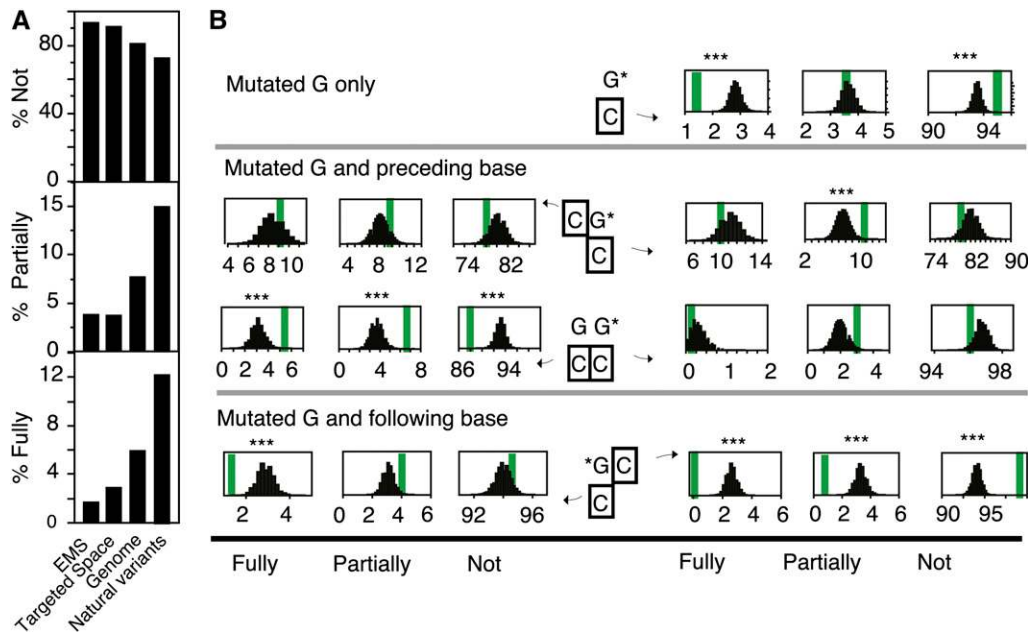 A
B
% Not
80
40
0
% Partially
15
10
5
0
% Fully
12
8
4
0
EMS
Targeted Space
Genome
Natural variants
Mutated G only
G*
C
*** ***
1 2 3 4 2 3 4 5 90 94
Mutated G and preceding base
C G*
C
***
4 6 8 10 4 8 12 74 82 6 10 14 2 10 74 82 90
*** *** ***
G G*
C C
0 2 4 6 0 4 8 86 94 0 1 2 0 2 4 94 98
Mutated G and following base
*** *** *** ***
*G C
C
2 4 0 2 4 6 92 96 0 2 4 6 0 2 4 6 90 95
Fully Partially Not Fully Partially Not